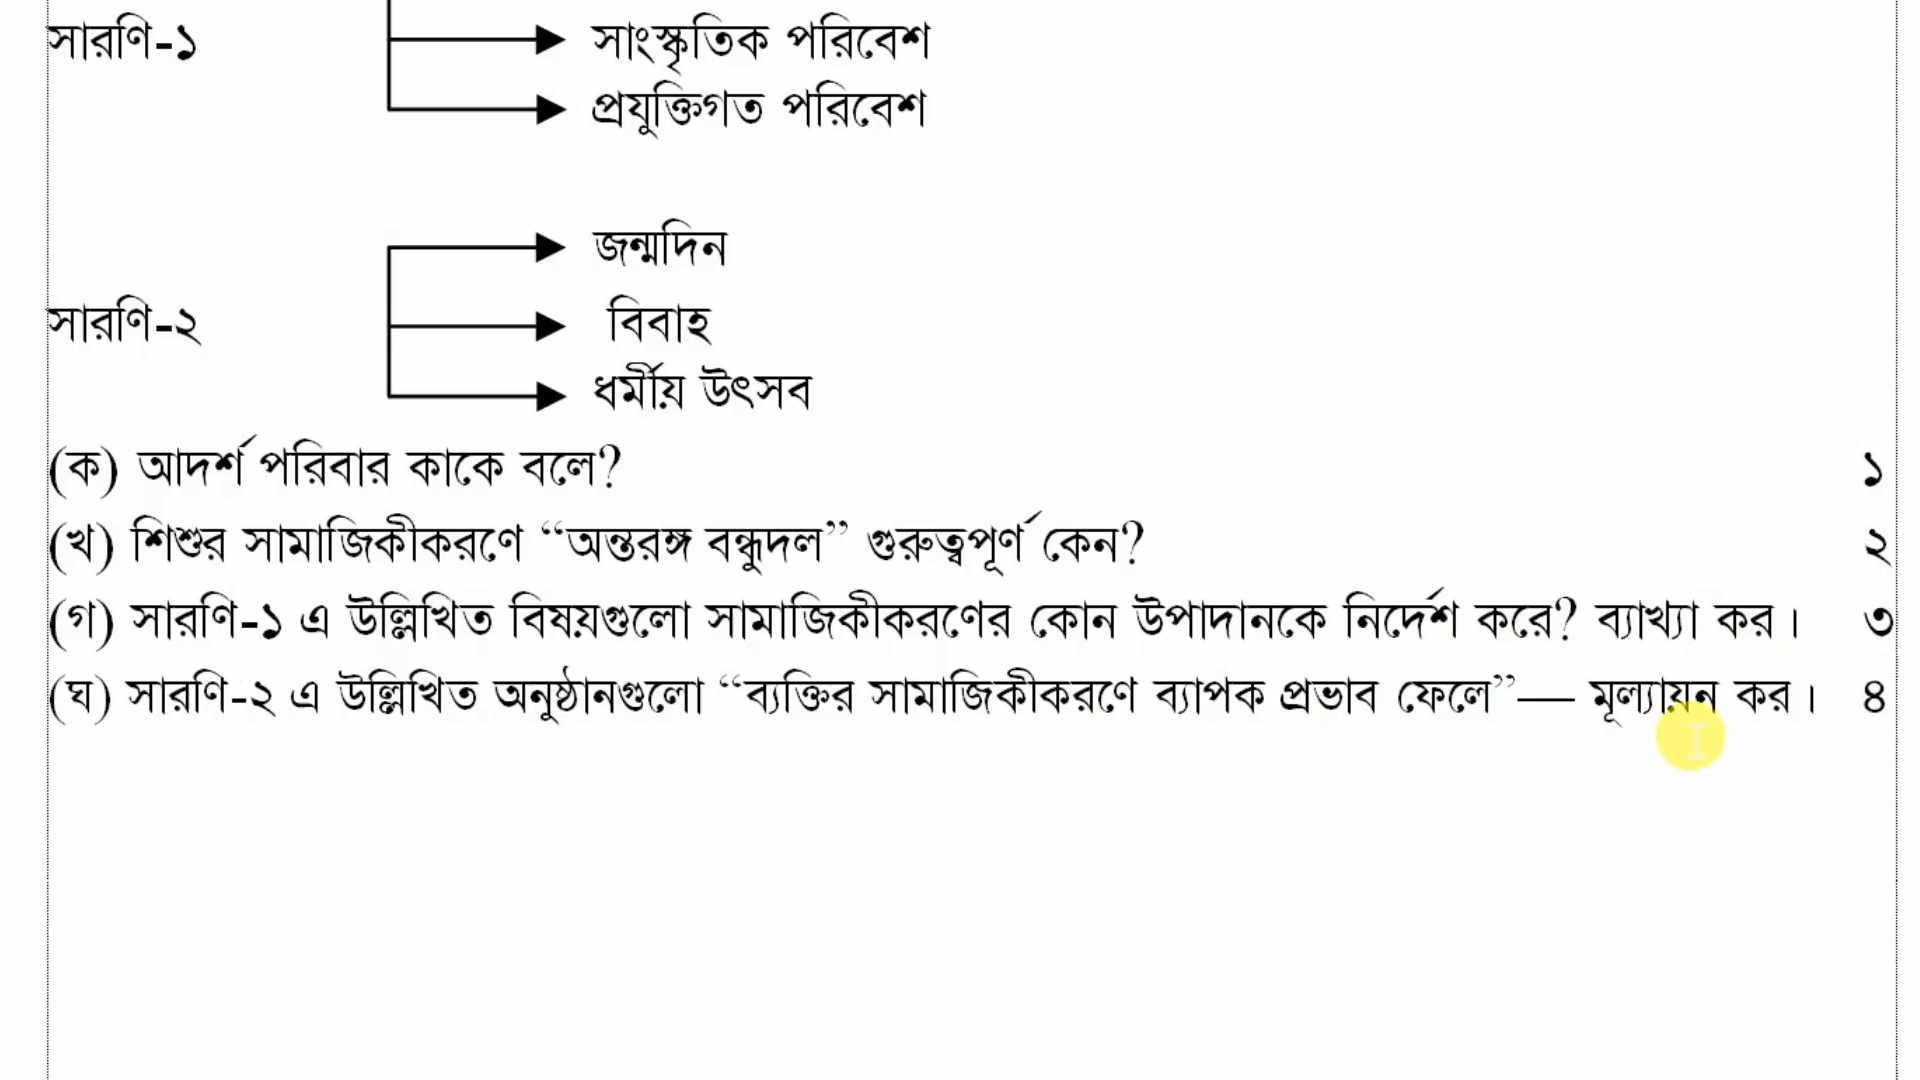 সারণি-১
সাংস্কৃতিক পরিবেশ
প্রযুক্তিগত পরিবেশ
জন্মদিন
সারণি-২
বিবাহ
ধর্মীয় উৎসব
(ক) আদর্শ পরিবার কাকে বলে? ১
(খ) শিশুর সামাজিকীকরণে “অন্তরঙ্গ বন্ধুদল” গুরুত্বপূর্ণ কেন? ২
(গ) সারণি-১ এ উল্লিখিত বিষয়গুলো সামাজিকীকরণের কোন উপাদানকে নির্দেশ করে? ব্যাখ্যা কর। ৩
(ঘ) সারণি-২ এ উল্লিখিত অনুষ্ঠানগুলো “ব্যক্তির সামাজিকীকরণে ব্যাপক প্রভাব ফেলে”— মূল্যায়ন কর। ৪